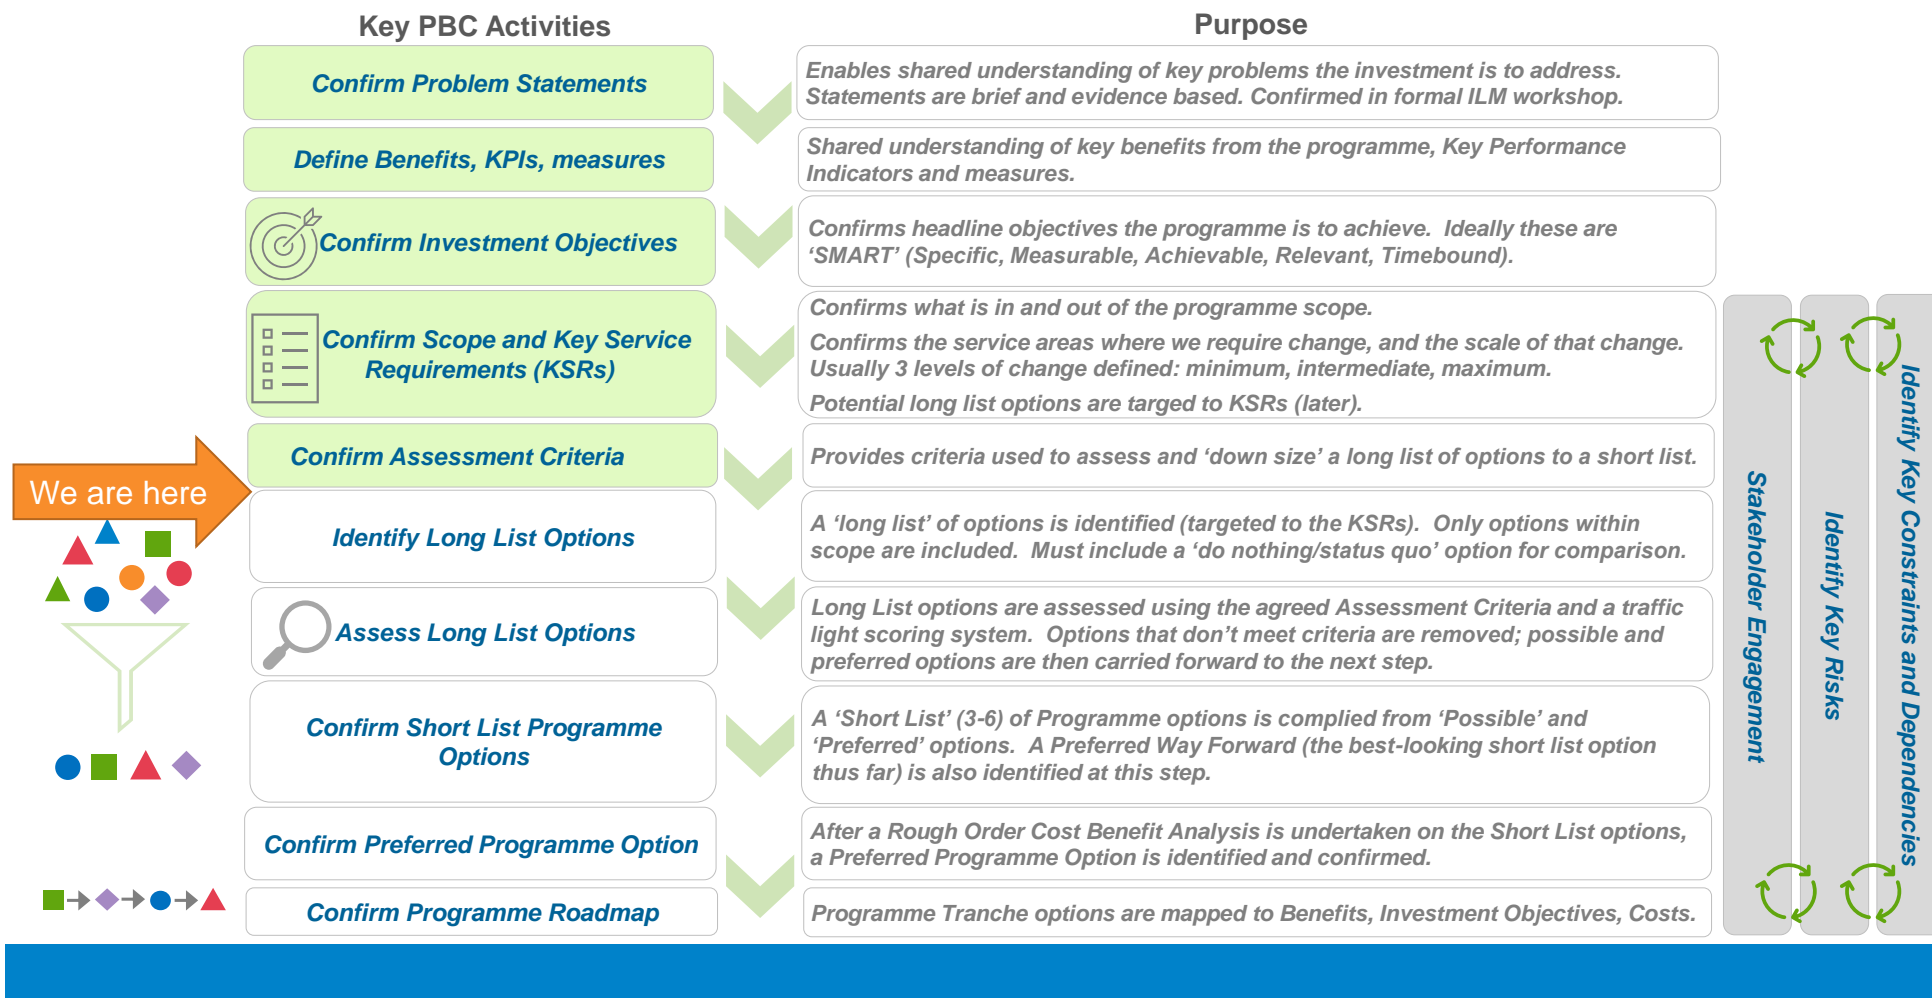 Key PBC Activities
Purpose
Confirm Problem Statements
Enables shared understanding of key problems the investment is to address.
Statements are brief and evidence based. Confirmed in formal ILM workshop.
Define Benefits, KPIs, measures
Shared understanding of key benefits from the programme, Key Performance
Indicators and measures.
Confirm Investment Objectives
Confirms headline objectives the programme is to achieve. Ideally these are
‘SMART’ (Specific, Measurable, Achievable, Relevant, Timebound).
Confirm Scope and Key Service
Requirements (KSRs)
Confirms what is in and out of the programme scope.
Confirms the service areas where we require change, and the scale of that change.
Usually 3 levels of change defined: minimum, intermediate, maximum.
Potential long list options are targed to KSRs (later).
Confirm Assessment Criteria
Provides criteria used to assess and ‘down size’ a long list of options to a short list.
We are here
Identify Long List Options
A ‘long list’ of options is identified (targeted to the KSRs). Only options within
scope are included. Must include a ‘do nothing/status quo’ option for comparison.
Assess Long List Options
Long List options are assessed using the agreed Assessment Criteria and a traffic
light scoring system. Options that don’t meet criteria are removed; possible and
preferred options are then carried forward to the next step.
Confirm Short List Programme
Options
A ‘Short List’ (3-6) of Programme options is complied from ‘Possible’ and
‘Preferred’ options. A Preferred Way Forward (the best-looking short list option
thus far) is also identified at this step.
Confirm Preferred Programme Option
After a Rough Order Cost Benefit Analysis is undertaken on the Short List options,
a Preferred Programme Option is identified and confirmed.
Confirm Programme Roadmap
Programme Tranche options are mapped to Benefits, Investment Objectives, Costs.
Stakeholder Engagement
Identify Key Risks
Identify Key Constraints and Dependencies